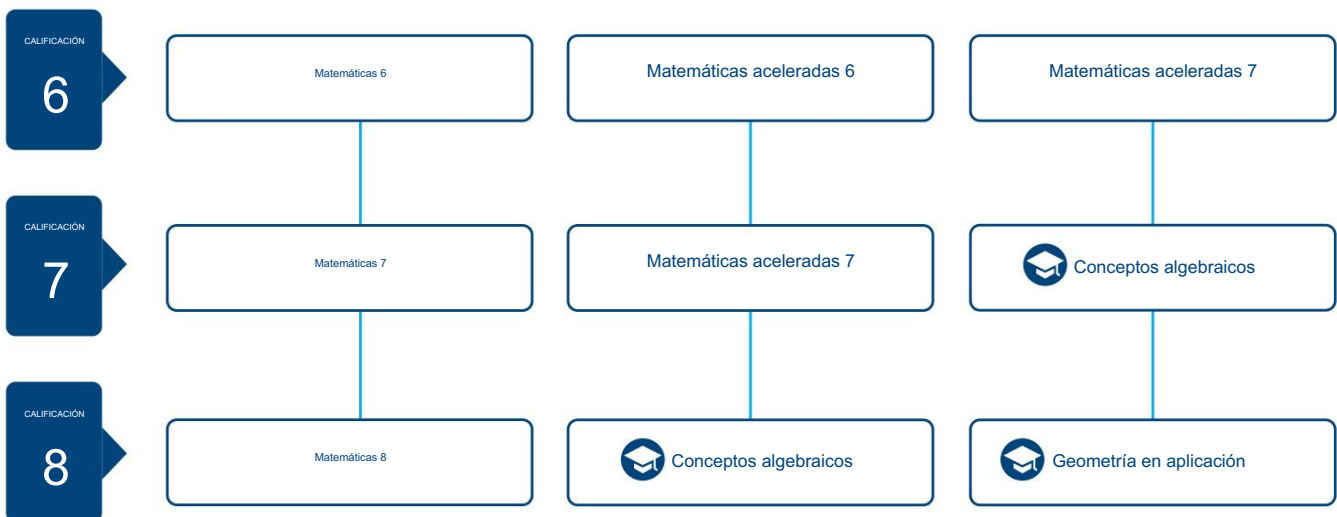 CALIFICACIÓN
6
Matemáticas 6
Matemáticas aceleradas 6
Matemáticas aceleradas 7
CALIFICACIÓN
7
Matemáticas 7
Matemáticas aceleradas 7
Conceptos algebraicos
CALIFICACIÓN
8
Matemáticas 8
Conceptos algebraicos
Geometría en aplicación